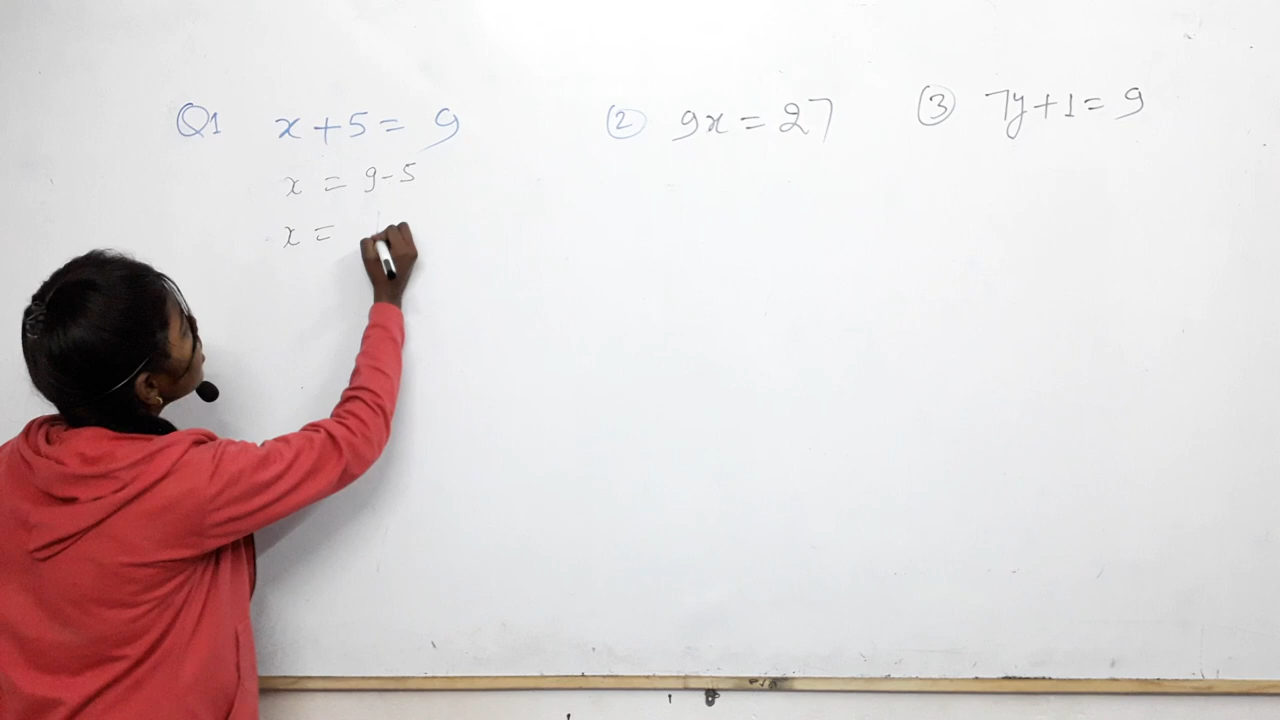 Q1 x+5=9
x = 9-5
x =
② 9x=27
③ 7y+1=9